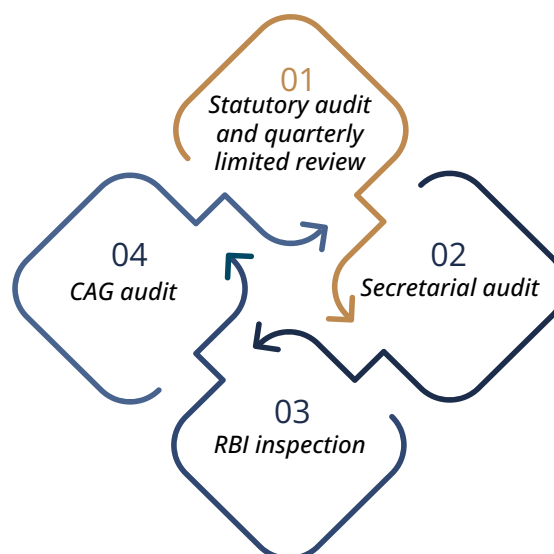 01
Statutory audit
and quarterly
limited review
02
Secretarial audit
03
RBI inspection
04
CAG audit